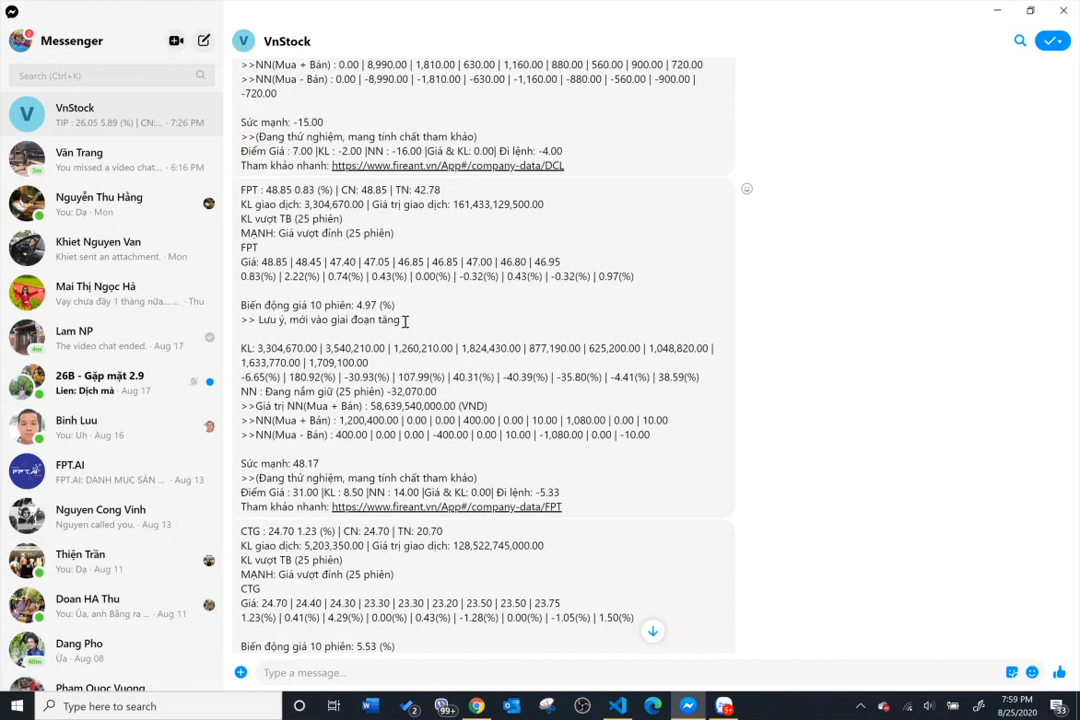 2
Messenger
Search (Ctrl+K)
VnStock
TIP : 26.05 5.89 (%) | CN:... · 7:26 PM
Vân Trang
You missed a video chat... · 6:16 PM
3m
Nguyễn Thu Hằng
You: Dạ · Mon
Khiet Nguyen Van
Khiet sent an attachment. · Mon
Mai Thị Ngọc Hà
Vay chưa đầy 1 tháng nữa... ... · Thu
Lam NP
The video chat ended. · Aug 17
4m
26B - Gặp mặt 2.9
Lien: Dịch mà · Aug 17
Binh Luu
You: Uh · Aug 16
FPT.AI
FPT.AI: DANH MỤC SẢN ... · Aug 13
Nguyen Cong Vinh
Nguyen called you. · Aug 13
Thiện Trần
You: Dạ · Aug 11
Doan HA Thu
You: Ủa, anh Bằng ra ... · Aug 11
Dang Pho
Ừa · Aug 08
40m
Phạm Quọc Vuọng
V
VnStock
>>NN(Mua + Bán) : 0.00 | 8,990.00 | 1,810.00 | 630.00 | 1,160.00 | 880.00 | 560.00 | 900.00 | 720.00
>>NN(Mua - Bán) : 0.00 | -8,990.00 | -1,810.00 | -630.00 | -1,160.00 | -880.00 | -560.00 | -900.00 |
-720.00
Sức mạnh: -15.00
>>(Đang thử nghiệm, mang tính chất tham khảo)
Điểm Giá : 7.00 |KL : -2.00 |NN : -16.00 |Giá & KL: 0.00| Đi lệnh: -4.00
Tham khảo nhanh: https://www.fireant.vn/App#/company-data/DCL
FPT : 48.85 0.83 (%) | CN: 48.85 | TN: 42.78
KL giao dịch: 3,304,670.00 | Giá trị giao dịch: 161,433,129,500.00
KL vượt TB (25 phiên)
MẠNH: Giá vượt đỉnh (25 phiên)
FPT
Giá: 48.85 | 48.45 | 47.40 | 47.05 | 46.85 | 46.85 | 47.00 | 46.80 | 46.95
0.83(%) | 2.22(%) | 0.74(%) | 0.43(%) | 0.00(%) | -0.32(%) | 0.43(%) | -0.32(%) | 0.97(%)
Biến động giá 10 phiên: 4.97 (%)
>> Lưu ý, mới vào giai đoạn tăng
KL: 3,304,670.00 | 3,540,210.00 | 1,260,210.00 | 1,824,430.00 | 877,190.00 | 625,200.00 | 1,048,820.00 |
1,633,770.00 | 1,709,100.00
-6.65(%) | 180.92(%) | -30.93(%) | 107.99(%) | 40.31(%) | -40.39(%) | -35.80(%) | -4.41(%) | 38.59(%)
NN : Đang nắm giữ (25 phiên) -32,070.00
>>Giá trị NN(Mua + Bán) : 58,639,540,000.00 (VND)
>>NN(Mua + Bán) : 1,200,400.00 | 0.00 | 0.00 | 400.00 | 0.00 | 10.00 | 1,080.00 | 0.00 | 10.00
>>NN(Mua - Bán) : 400.00 | 0.00 | 0.00 | -400.00 | 0.00 | 10.00 | -1,080.00 | 0.00 | -10.00
Sức mạnh: 48.17
>>(Đang thử nghiệm, mang tính chất tham khảo)
Điểm Giá : 31.00 |KL : 8.50 |NN : 14.00 |Giá & KL: 0.00| Đi lệnh: -5.33
Tham khảo nhanh: https://www.fireant.vn/App#/company-data/FPT
CTG : 24.70 1.23 (%) | CN: 24.70 | TN: 20.70
KL giao dịch: 5,203,350.00 | Giá trị giao dịch: 128,522,745,000.00
KL vượt TB (25 phiên)
MẠNH: Giá vượt đỉnh (25 phiên)
CTG
Giá: 24.70 | 24.40 | 24.30 | 23.30 | 23.30 | 23.20 | 23.50 | 23.50 | 23.75
1.23(%) | 0.41(%) | 4.29(%) | 0.00(%) | 0.43(%) | -1.28(%) | 0.00(%) | -1.05(%) | 1.50(%)
Biến động giá 10 phiên: 5.53 (%)
Type a message...
Type here to search
2
99+
5+
7:59 PM
8/25/2020
33